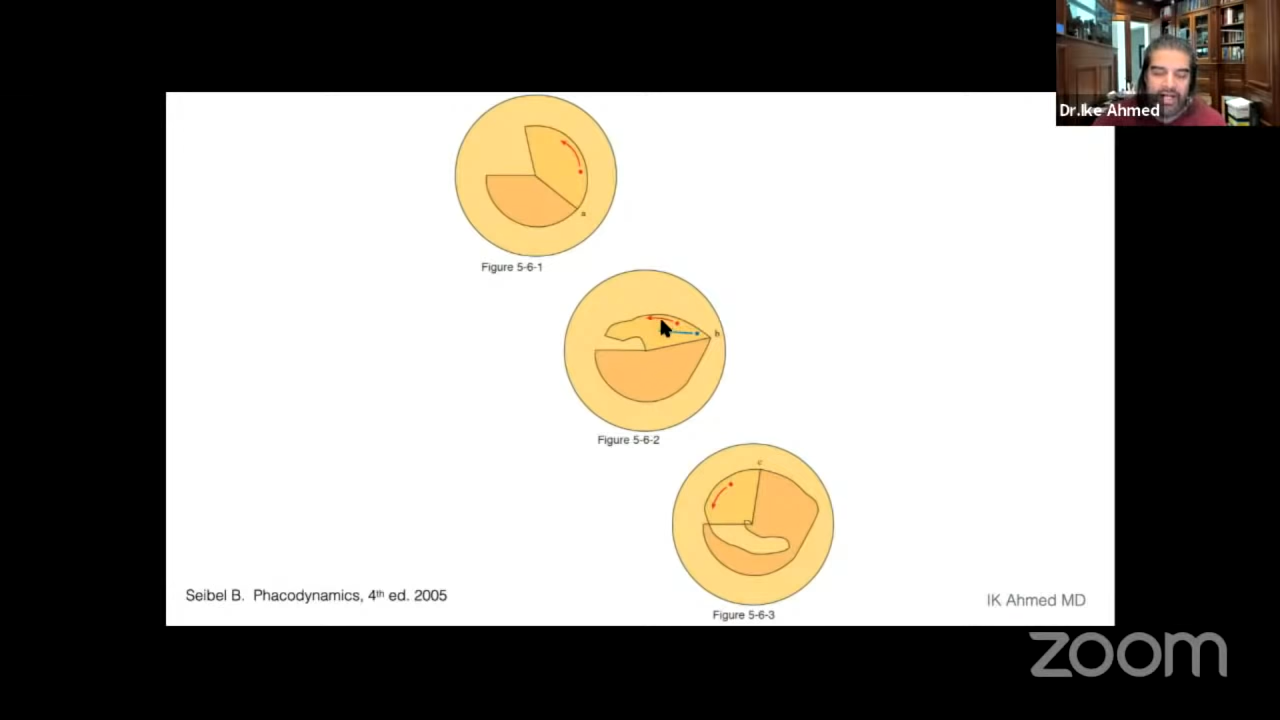 Dr.Ike Ahmed
a
Figure 5-6-1
b
Figure 5-6-2
c
Figure 5-6-3
Seibel B. Phacodynamics, 4th ed. 2005
IK Ahmed MD
zoom